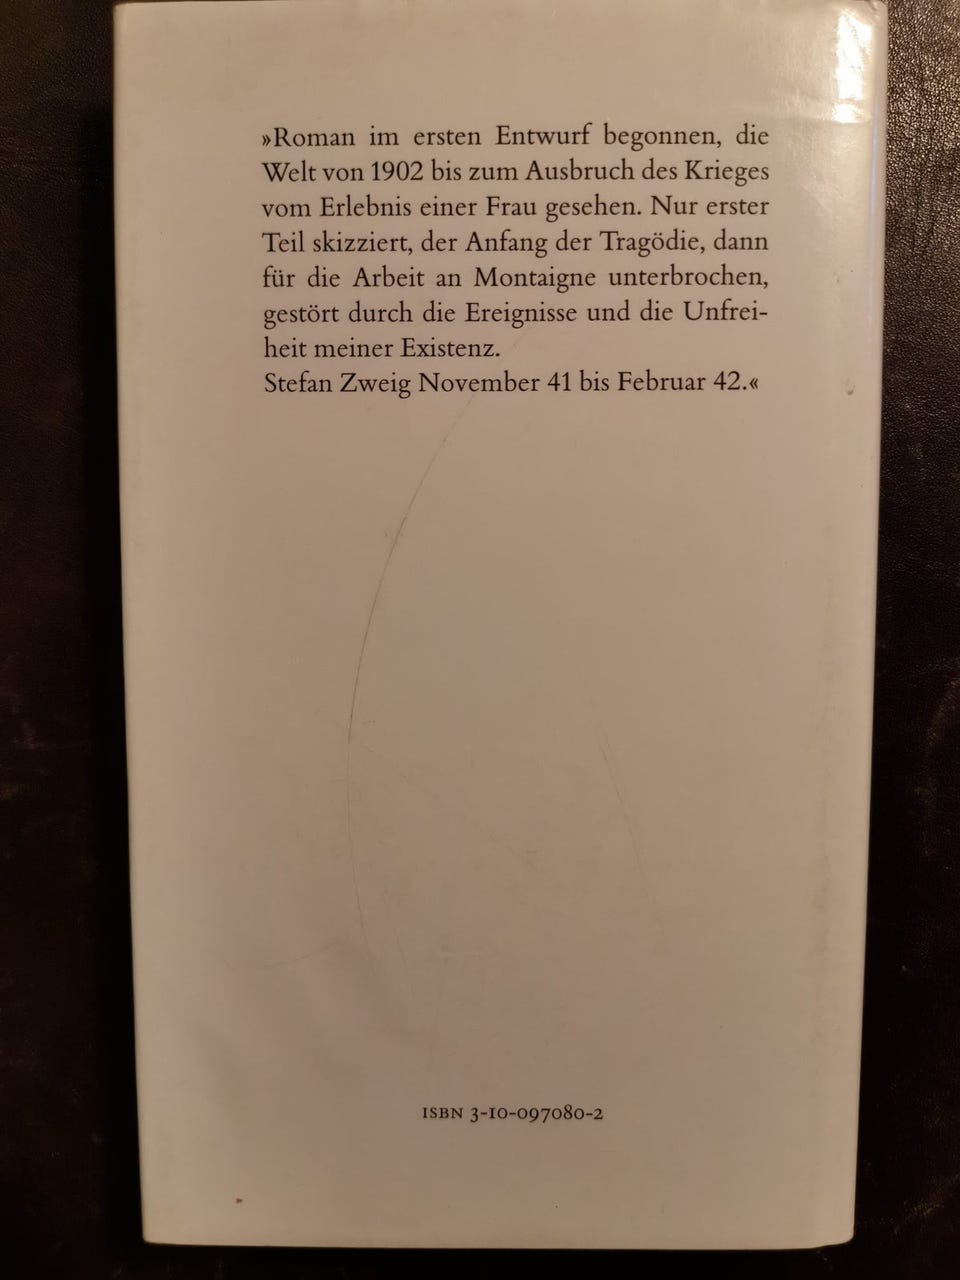 »Roman im ersten Entwurf begonnen, die
Welt von 1902 bis zum Ausbruch des Krieges
vom Erlebnis einer Frau gesehen. Nur erster
Teil skizziert, der Anfang der Tragödie, dann
für die Arbeit an Montaigne unterbrochen,
gestört durch die Ereignisse und die Unfrei-
heit meiner Existenz.
Stefan Zweig November 41 bis Februar 42.«
ISBN 3-10-097080-2